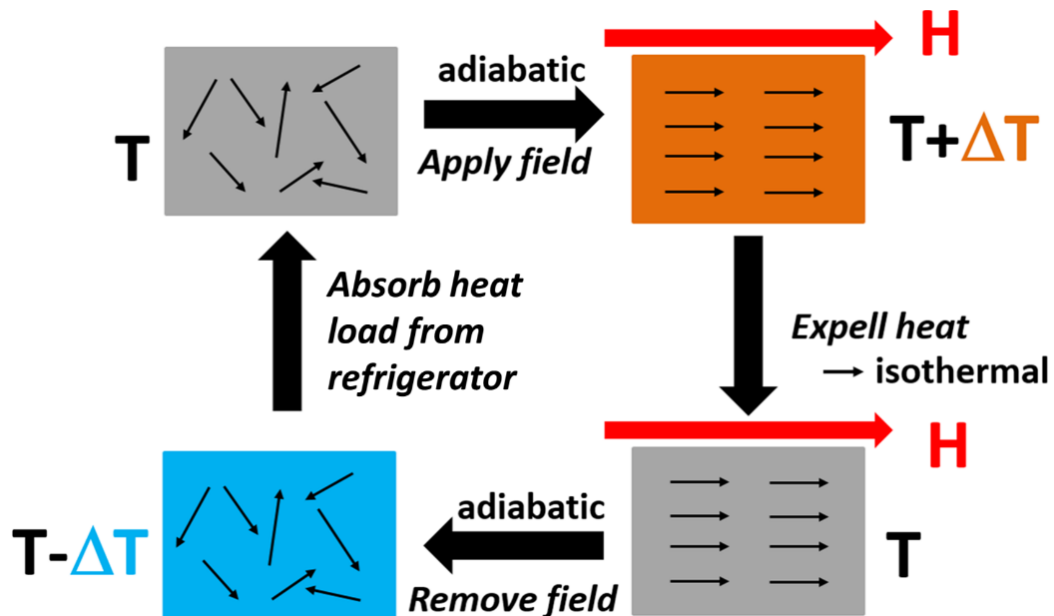 H
adiabatic
T
Apply field
T+ΔT
Absorb heat
load from
refrigerator
Expell heat
→ isothermal
H
adiabatic
T-ΔT
T
Remove field